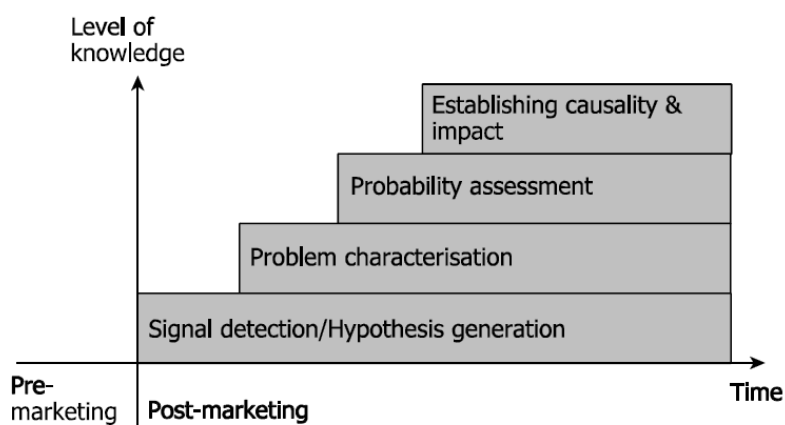 Level of
knowledge
Establishing causality &
impact
Probability assessment
Problem characterisation
Signal detection/Hypothesis generation
Pre-
marketing
Post-marketing
Time